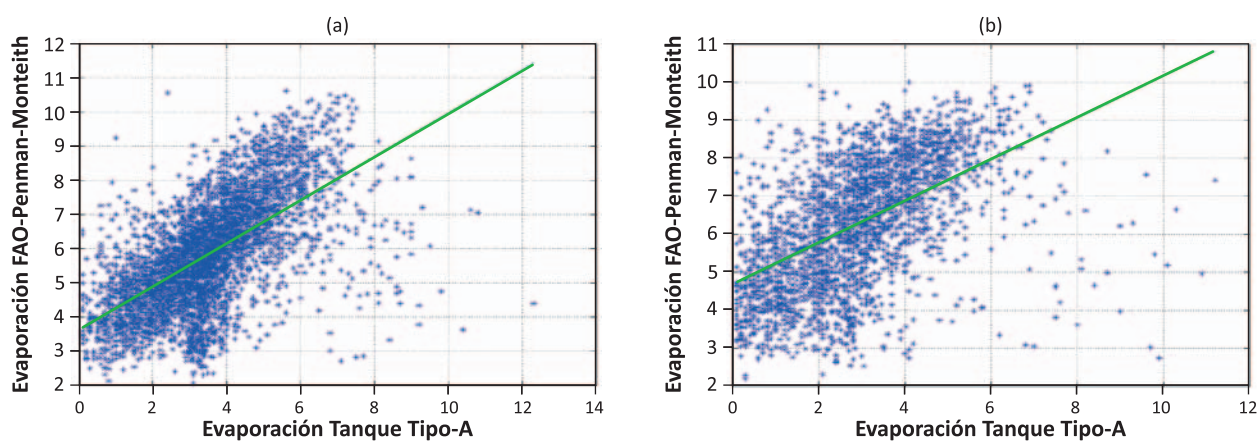 (a)
Evaporación FAO-Penman-Monteith
12
11
10
9
8
7
6
5
4
3
2
0 2 4 6 8 10 12 14
Evaporación Tanque Tipo-A
(b)
Evaporación FAO-Penman-Monteith
11
10
9
8
7
6
5
4
3
2
0 2 4 6 8 10 12
Evaporación Tanque Tipo-A